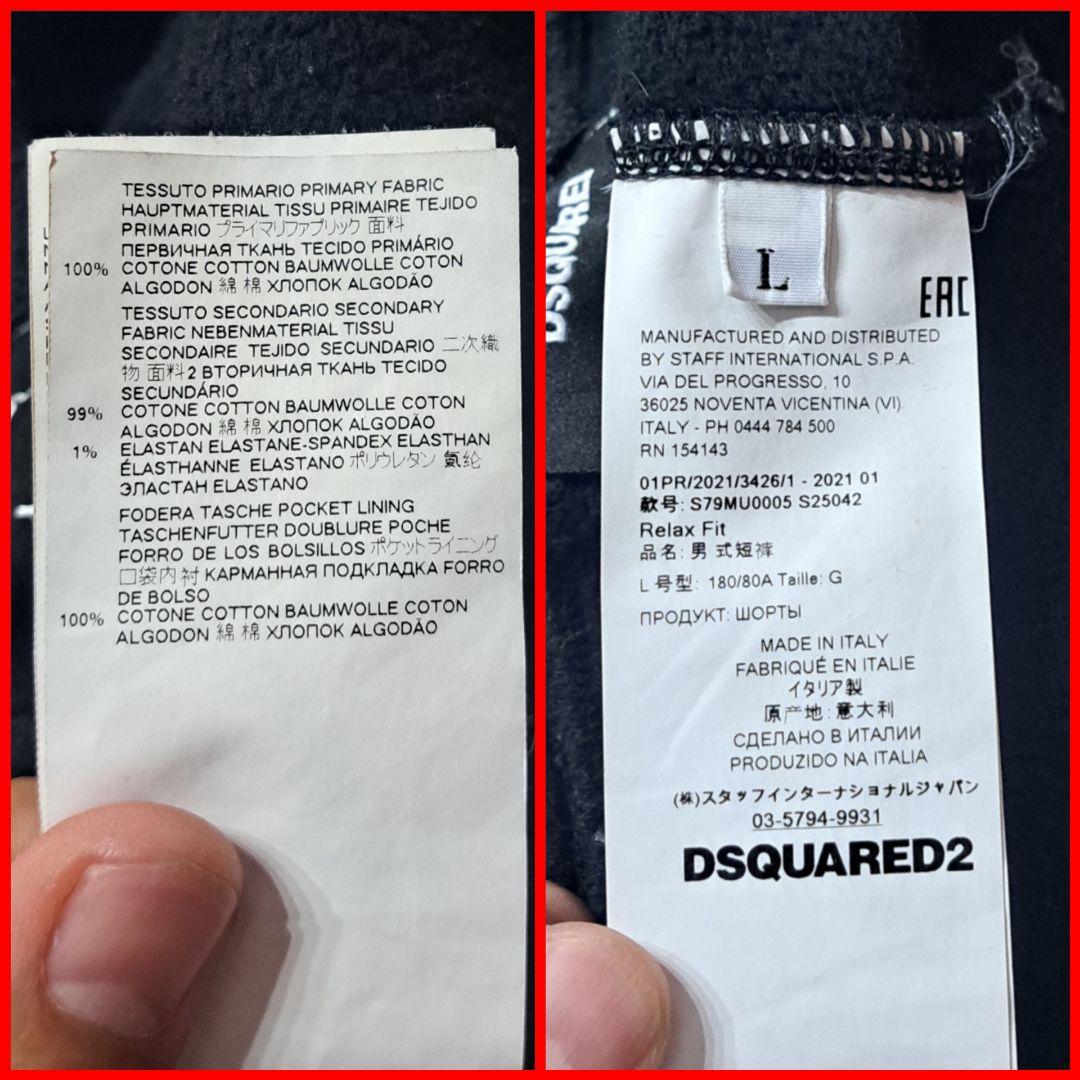 TESSUTO PRIMARIO PRIMARY FABRIC
HAUPTMATERIAL TISSU PRIMAIRE TEJIDO
PRIMARIO プライマリファブリック 面料
ПЕРВИЧНАЯ ТКАНЬ TECIDO PRIMÁRIO
100% COTONE COTTON BAUMWOLLE COTON
ALGODON 綿 棉 ХЛОПОК ALGODÃO
TESSUTO SECONDARIO SECONDARY
FABRIC NEBENMATERIAL TISSU
SECONDAIRE TEJIDO SECUNDARIO 二次織
物 面料2 ВТОРИЧНАЯ ТКАНЬ TECIDO
SECUNDÁRIO
99% COTONE COTTON BAUMWOLLE COTON
ALGODON 綿 棉 ХЛОПОК ALGODÃO
1% ELASTAN ELASTANE-SPANDEX ELASTHAN
ÉLASTHANNE ELASTANO ポリウレタン 氨纶
ЭЛАСТАН ELASTANO
FODERA TASCHE POCKET LINING
TASCHENFUTTER DOUBLURE POCHE
FORRO DE LOS BOLSILLOS ポケットライニング
口袋内衬 КАРМАННАЯ ПОДКЛАДКА FORRO
DE BOLSO
100% COTONE COTTON BAUMWOLLE COTON
ALGODON 綿 棉 ХЛОПОК ALGODÃO
L
EAC
MANUFACTURED AND DISTRIBUTED
BY STAFF INTERNATIONAL S.P.A.
VIA DEL PROGRESSO, 10
36025 NOVENTA VICENTINA (VI)
ITALY - PH 0444 784 500
RN 154143
01PR/2021/3426/1 - 2021 01
款号: S79MU0005 S25042
Relax Fit
品名: 男式短裤
L 号型: 180/80A Taille: G
ПРОДУКТ: ШОРТЫ
MADE IN ITALY
FABRIQUÉ EN ITALIE
イタリア製
原产地: 意大利
СДЕЛАНО В ИТАЛИИ
PRODUZIDO NA ITALIA
(株)スタッフインターナショナルジャパン
03-5794-9931
DSQUARED2